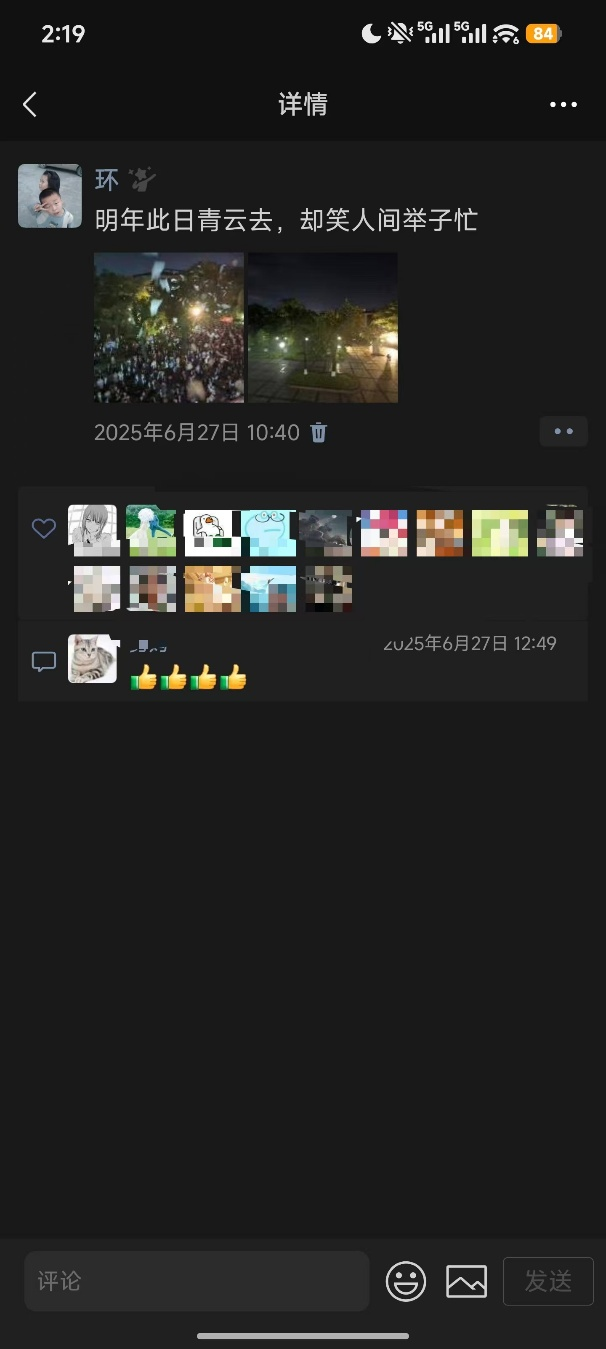 2:19
5G 5G 6 84
详情
环
明年此日青云去，却笑人间举子忙
2025年6月27日 10:40
2025年6月27日 12:49
评论
发送